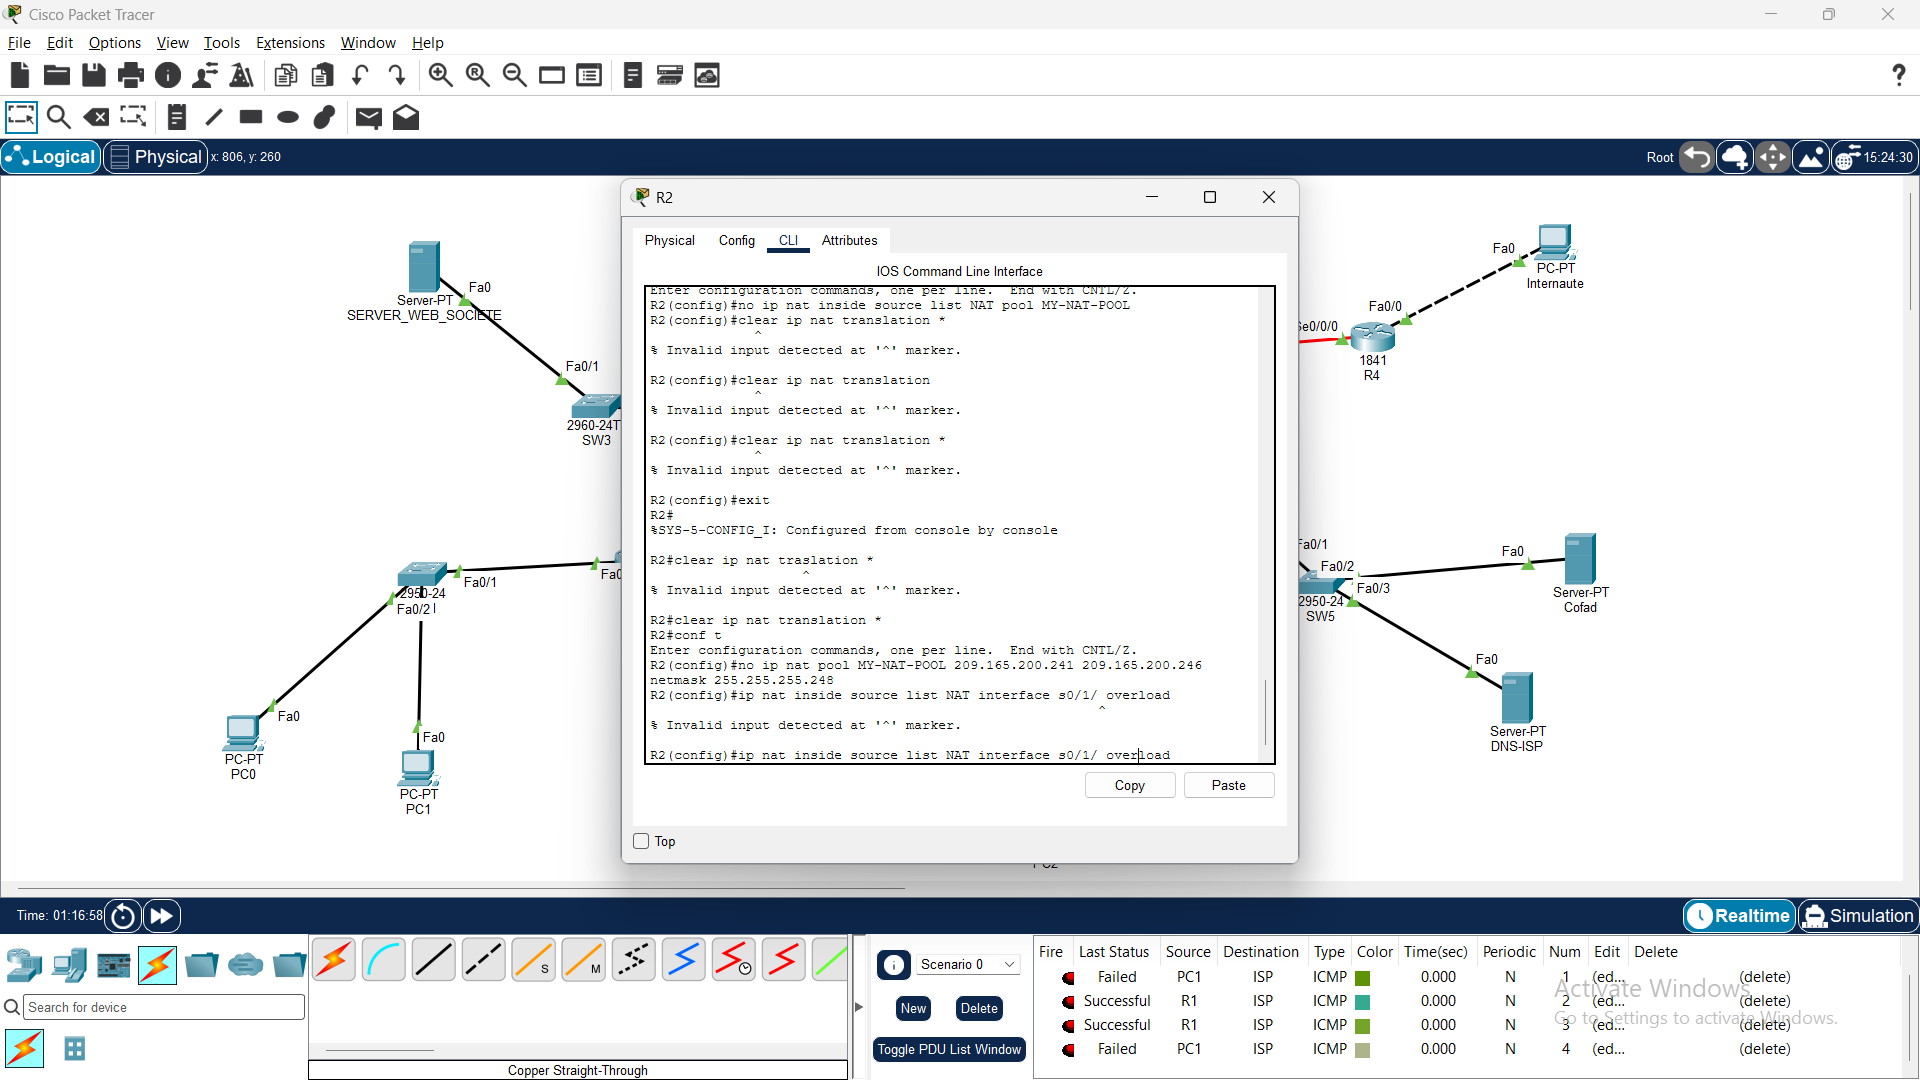 Cisco Packet Tracer
File Edit Options View Tools Extensions Window Help
Logical Physical x: 806, y: 260 Root 15:24:30
Server-PT
SERVER_WEB_SOCIETE
Fa0
Fa0/1
2960-24T
SW3
2950-24
Fa0/2
Fa0/1
Fa0
PC-PT
PC0
Fa0
PC-PT
PC1
R2
Physical Config CLI Attributes
IOS Command Line Interface
Enter configuration commands, one per line. End with CNTL/Z.
R2(config)#no ip nat inside source list NAT pool MY-NAT-POOL
R2(config)#clear ip nat translation *
^
% Invalid input detected at '^' marker.
R2(config)#clear ip nat translation
^
% Invalid input detected at '^' marker.
R2(config)#clear ip nat translation *
^
% Invalid input detected at '^' marker.
R2(config)#exit
R2#
%SYS-5-CONFIG_I: Configured from console by console
R2#clear ip nat traslation *
^
% Invalid input detected at '^' marker.
R2#clear ip nat translation *
R2#conf t
Enter configuration commands, one per line. End with CNTL/Z.
R2(config)#no ip nat pool MY-NAT-POOL 209.165.200.241 209.165.200.246
netmask 255.255.255.248
R2(config)#ip nat inside source list NAT interface s0/1/ overload
^
% Invalid input detected at '^' marker.
R2(config)#ip nat inside source list NAT interface s0/1/ overload
Copy Paste
Top
Fa0
PC-PT
Internaute
Fa0/0
Se0/0/0
1841
R4
Fa0/1
Fa0/2
Fa0/3
2950-24
SW5
Fa0
Server-PT
Cofad
Fa0
Server-PT
DNS-ISP
Time: 01:16:58 Realtime Simulation
Search for device
Copper Straight-Through
Scenario 0
New Delete
Toggle PDU List Window
Fire Last Status Source Destination Type Color Time(sec) Periodic Num Edit Delete
Failed PC1 ISP ICMP 0.000 N 1 (ed... (delete)
Successful R1 ISP ICMP 0.000 N 2 (ed... (delete)
Successful R1 ISP ICMP 0.000 N 3 (ed... (delete)
Failed PC1 ISP ICMP 0.000 N 4 (ed... (delete)
Activate Windows
Go to Settings to activate Windows.